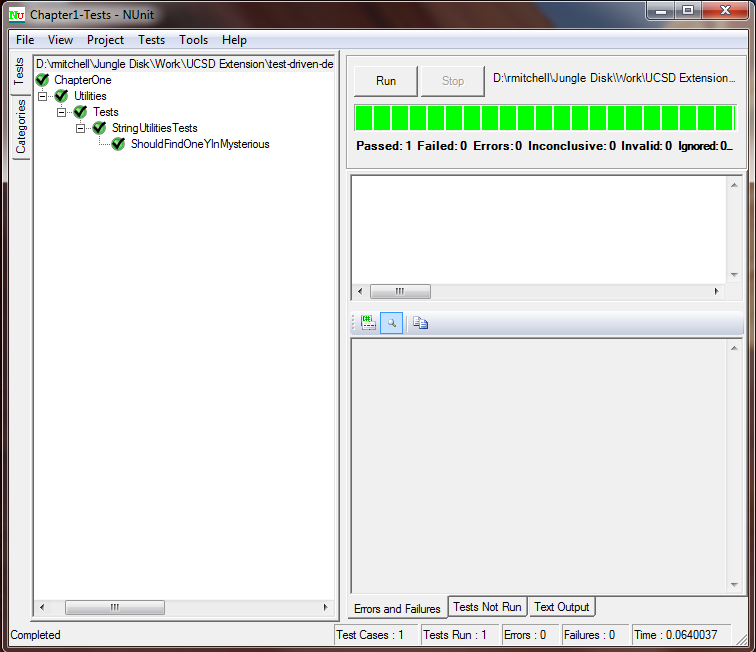 NU Chapter1-Tests - NUnit
File View Project Tests Tools Help
Tests
Categories
D:\rmitchell\Jungle Disk\Work\UCSD Extension\test-driven-de
ChapterOne
Utilities
Tests
StringUtilitiesTests
ShouldFindOneYInMysterious
Run
Stop
D:\rmitchell\Jungle Disk\Work\UCSD Extension...
Passed: 1 Failed: 0 Errors: 0 Inconclusive: 0 Invalid: 0 Ignored: 0...
Errors and Failures
Tests Not Run
Text Output
Completed
Test Cases : 1
Tests Run : 1
Errors : 0
Failures : 0
Time : 0.0640037